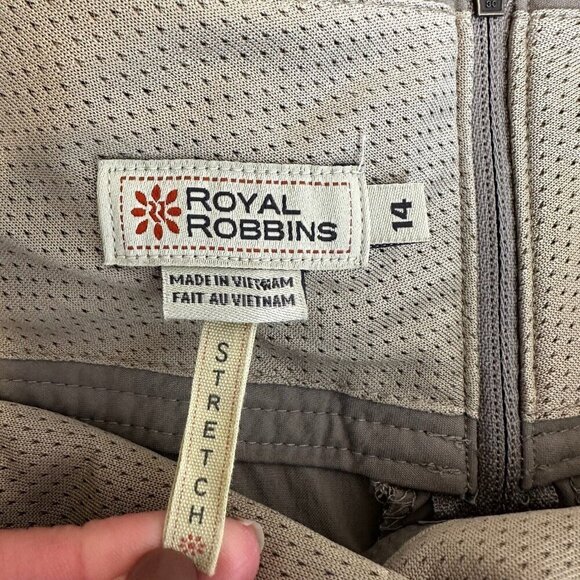 ROYAL
ROBBINS
14
MADE IN VIETNAM
FAIT AU VIETNAM
STRETCH